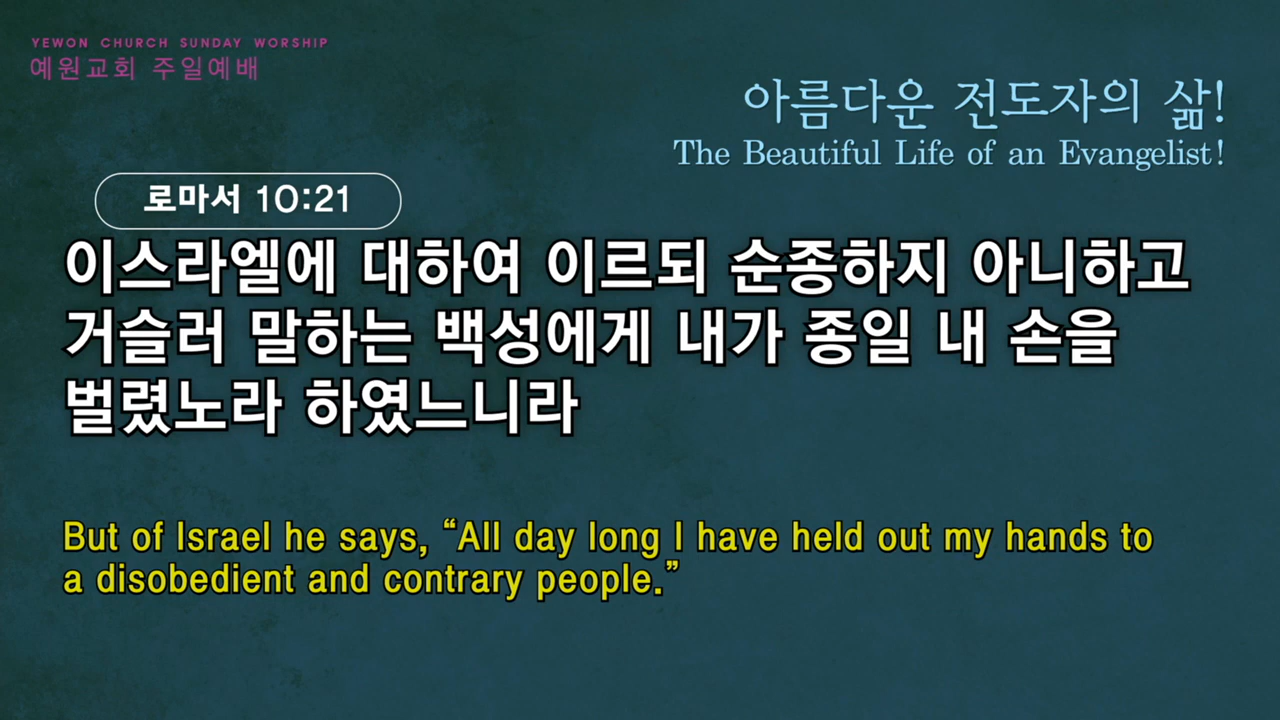 YEWON CHURCH SUNDAY WORSHIP
예원교회 주일예배
아름다운 전도자의 삶!
The Beautiful Life of an Evangelist!
로마서 10:21
이스라엘에 대하여 이르되 순종하지 아니하고
거슬러 말하는 백성에게 내가 종일 내 손을
벌렸노라 하였느니라
But of Israel he says, “All day long I have held out my hands to
a disobedient and contrary people.”